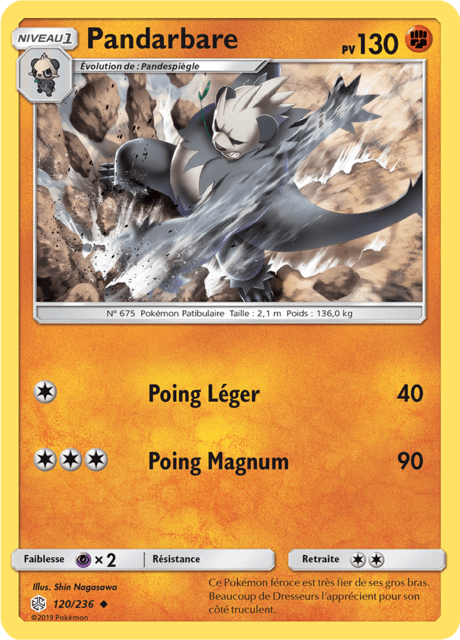 NIVEAU 1
Pandarbare
PV 130
Évolution de : Pandespiègle
N° 675 Pokémon Patibulaire Taille : 2,1 m Poids : 136,0 kg
Poing Léger 40
Poing Magnum 90
Faiblesse ×2 Résistance Retraite
Illus. Shin Nagasawa
120/236
©2019 Pokémon
Ce Pokémon féroce est très fier de ses gros bras.
Beaucoup de Dresseurs l'apprécient pour son
côté truculent.